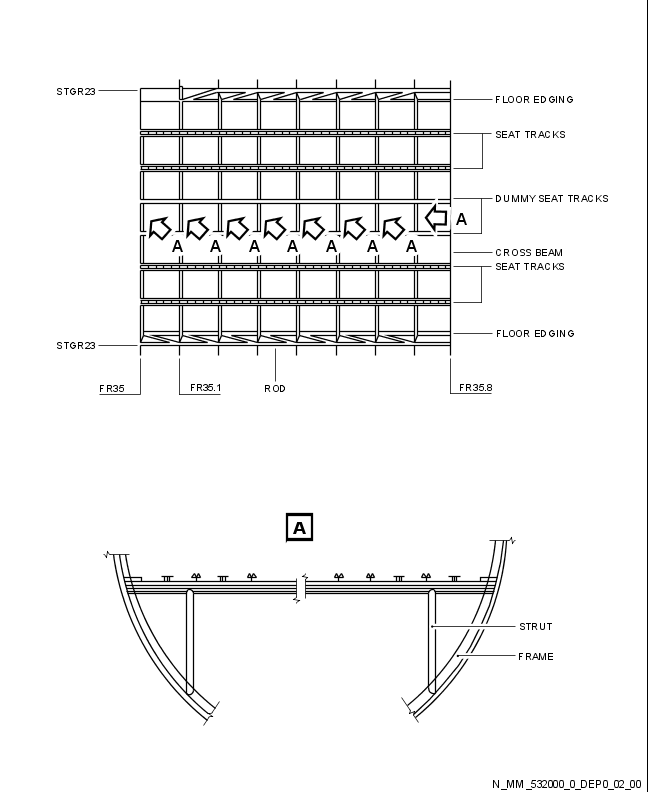 STGR23
FLOOR EDGING
SEAT TRACKS
DUMMY SEAT TRACKS
A
A A A A A A A
CROSS BEAM
SEAT TRACKS
FLOOR EDGING
STGR23
FR35
FR35.1
ROD
FR35.8
A
STRUT
FRAME
N_MM_532000_0_DEP0_02_00